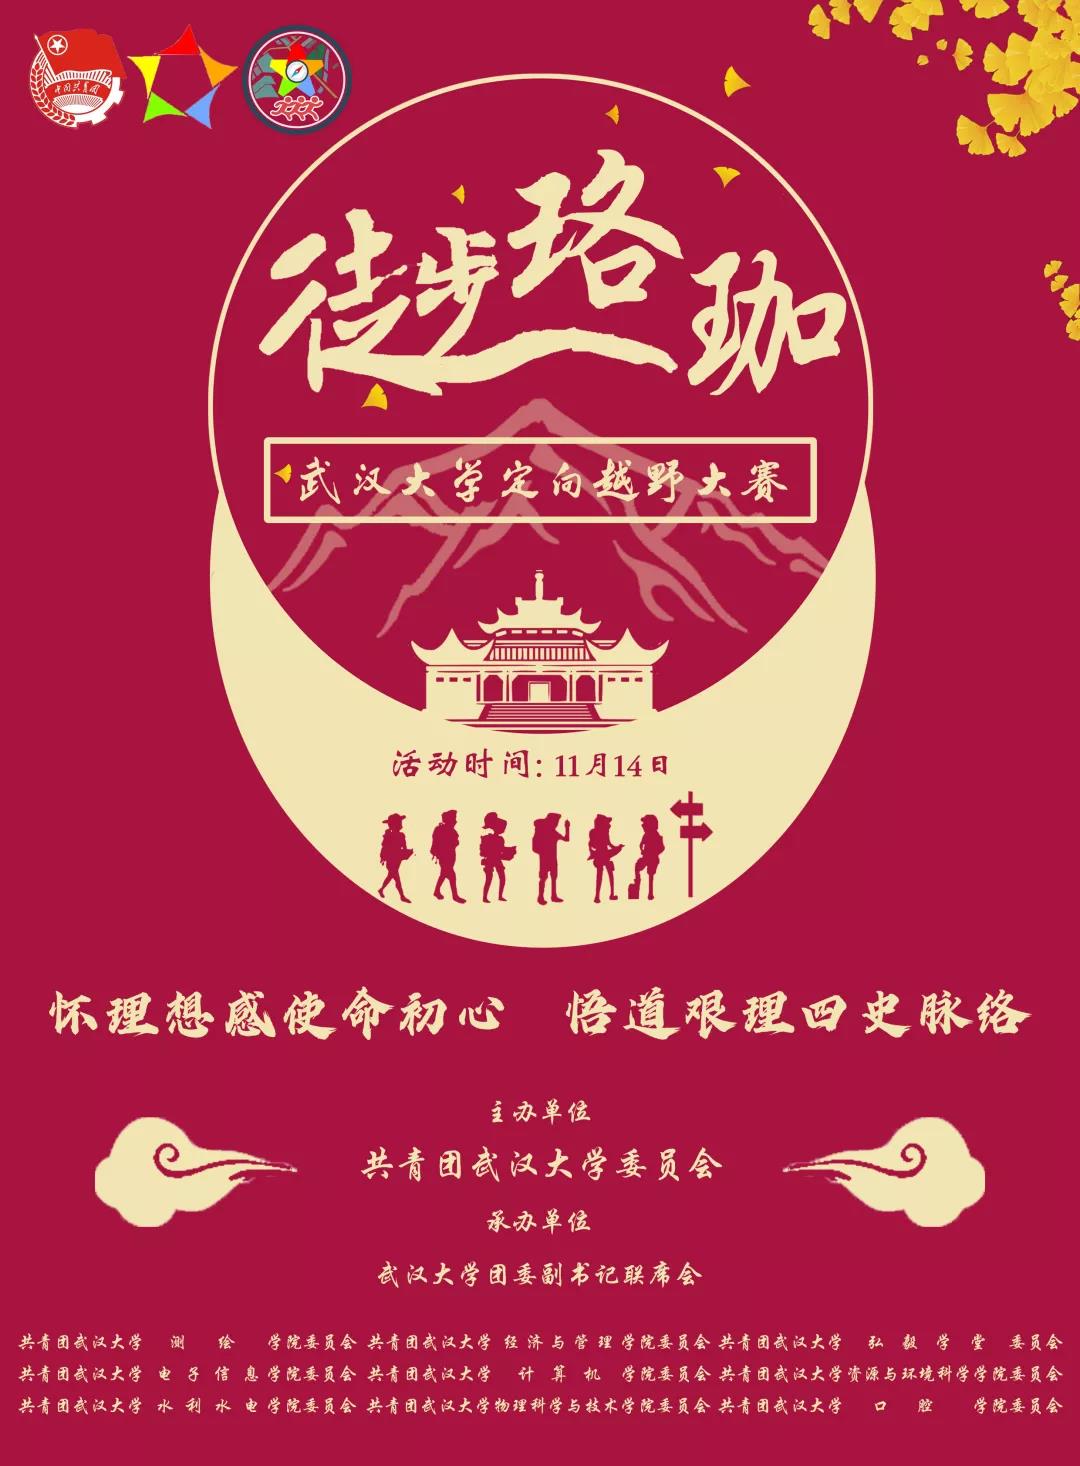 中国共青团
徒步珞珈
武汉大学定向越野大赛
活动时间：11月14日
怀理想感使命初心 悟道艰理四史脉络
主办单位
共青团武汉大学委员会
承办单位
武汉大学团委副书记联席会
共青团武汉大学 测绘 学院委员会 共青团武汉大学 经济与管理学院委员会 共青团武汉大学 弘毅学堂 委员会
共青团武汉大学 电子信息学院委员会 共青团武汉大学 计算机 学院委员会 共青团武汉大学资源与环境科学学院委员会
共青团武汉大学 水利水电学院委员会 共青团武汉大学物理科学与技术学院委员会 共青团武汉大学 口腔 学院委员会